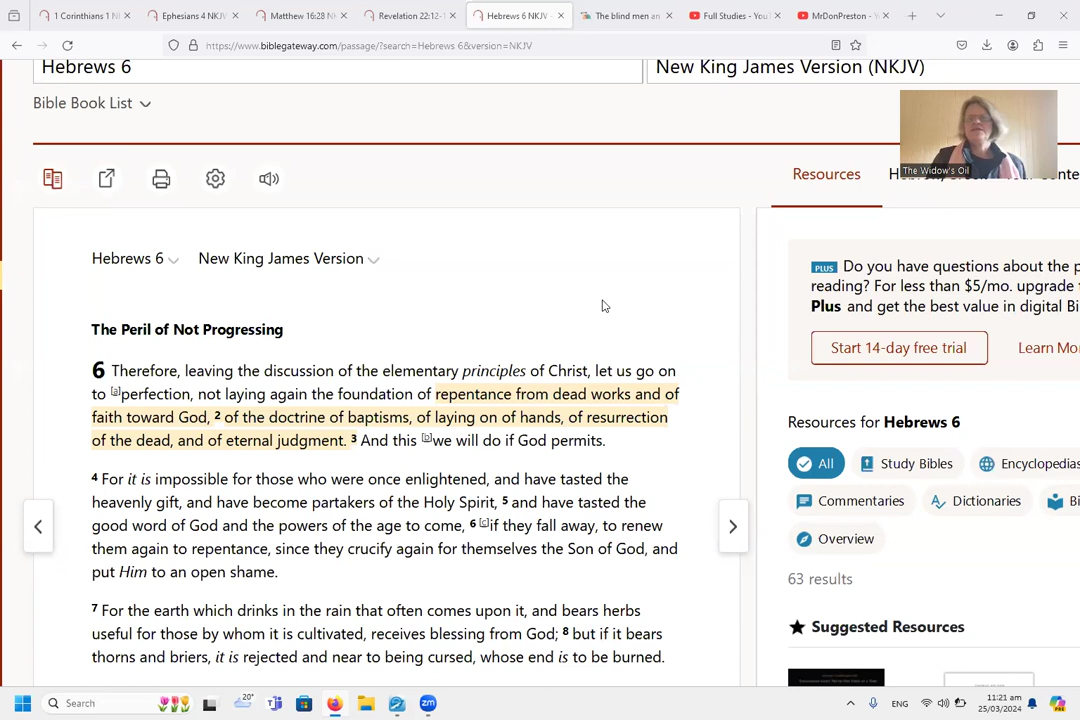 1 Corinthians 1 N
Ephesians 4 NKJV
Matthew 16:28 NK
Revelation 22:12-1
Hebrews 6 NKJV -
The blind men an
Full Studies - YouT
MrDonPreston - Y
https://www.biblegateway.com/passage/?search=Hebrews 6&version=NKJV
Hebrews 6
New King James Version (NKJV)
Bible Book List
The Widow's Oil
Resources
Hebrews 6
New King James Version
PLUS Do you have questions about the p
reading? For less than $5/mo. upgrade
Plus and get the best value in digital Bi
The Peril of Not Progressing
Start 14-day free trial
Learn Mo
6 Therefore, leaving the discussion of the elementary principles of Christ, let us go on
to [a]perfection, not laying again the foundation of repentance from dead works and of
faith toward God, 2 of the doctrine of baptisms, of laying on of hands, of resurrection
of the dead, and of eternal judgment. 3 And this [b]we will do if God permits.
4 For it is impossible for those who were once enlightened, and have tasted the
heavenly gift, and have become partakers of the Holy Spirit, 5 and have tasted the
good word of God and the powers of the age to come, 6 [c]if they fall away, to renew
them again to repentance, since they crucify again for themselves the Son of God, and
put Him to an open shame.
7 For the earth which drinks in the rain that often comes upon it, and bears herbs
useful for those by whom it is cultivated, receives blessing from God; 8 but if it bears
thorns and briers, it is rejected and near to being cursed, whose end is to be burned.
Resources for Hebrews 6
All
Study Bibles
Encyclopedias
Commentaries
Dictionaries
Bi
Overview
63 results
Suggested Resources
Search
20°
ENG
11:21 am
25/03/2024